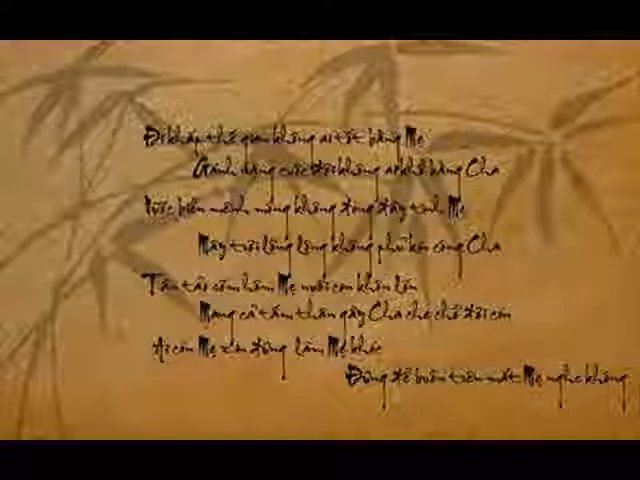 Đi khắp thế gian không ai tốt bằng Mẹ
Gánh nặng cuộc đời không ai khổ bằng Cha
Nước biển mênh mông không đong đầy tình Mẹ
Mây trời lồng lộng không phủ kín công Cha
Tần tảo sớm hôm Mẹ nuôi con khôn lớn
Mang cả tấm thân gầy Cha che chở đời con
Ai còn Mẹ xin đừng làm Mẹ khóc
Đừng để buồn trên mắt Mẹ nghe không